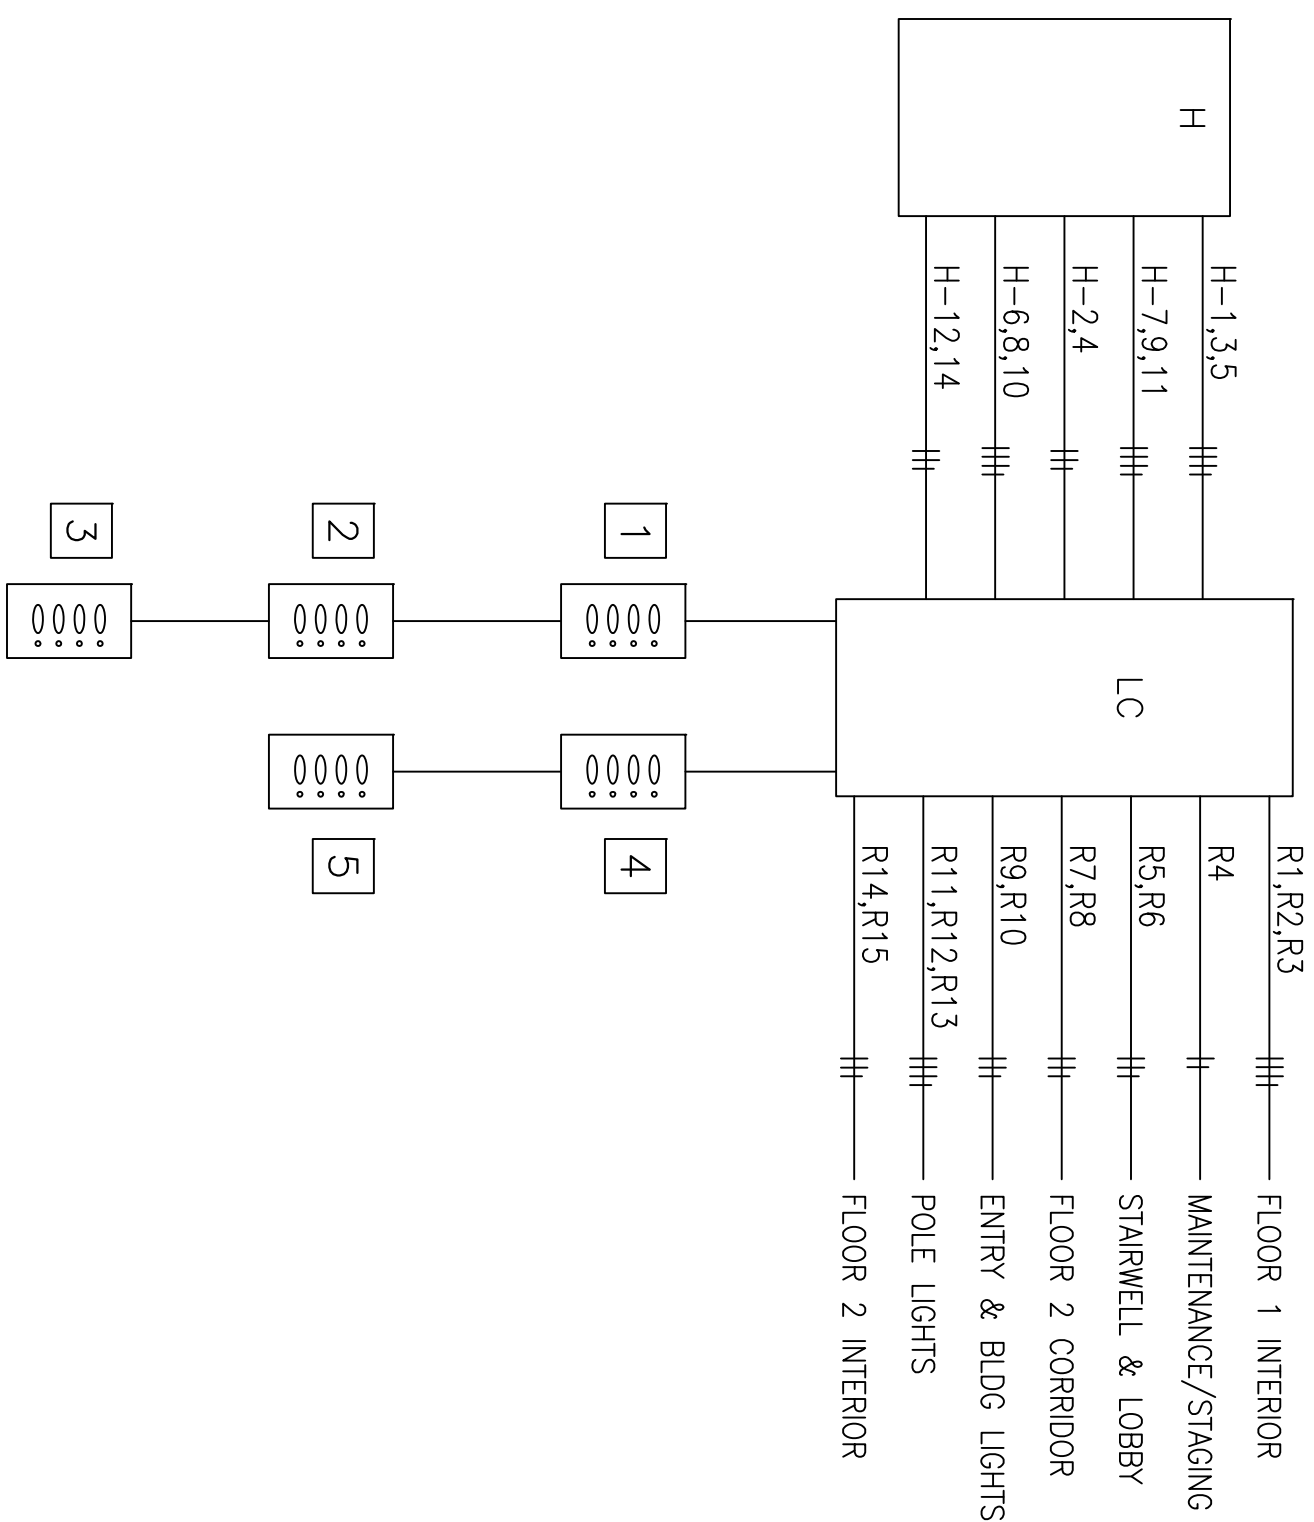 H
H-1,3,5
H-7,9,11
H-2,4
H-6,8,10
H-12,14
LC
R1,R2,R3
R4
R5,R6
R7,R8
R9,R10
R11,R12,R13
R14,R15
FLOOR 1 INTERIOR
MAINTENANCE/STAGING
STAIRWELL & LOBBY
FLOOR 2 CORRIDOR
ENTRY & BLDG LIGHTS
POLE LIGHTS
FLOOR 2 INTERIOR
1
2
3
4
5